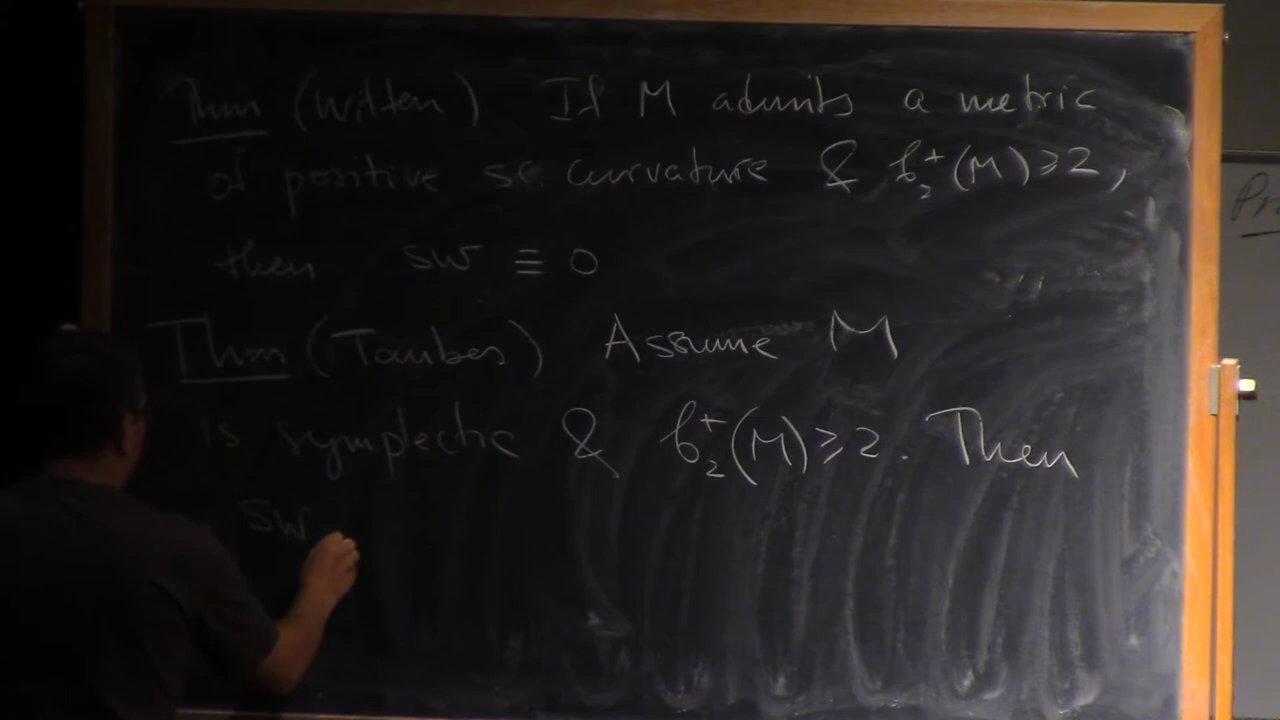 Thm (Witten) If M admits a metric
of positive sc. curvature & b₂⁺(M) ⩾ 2,
then SW ≡ 0
Thm (Taubes) Assume M
is symplectic & b₂⁺(M) ⩾ 2. Then
SW